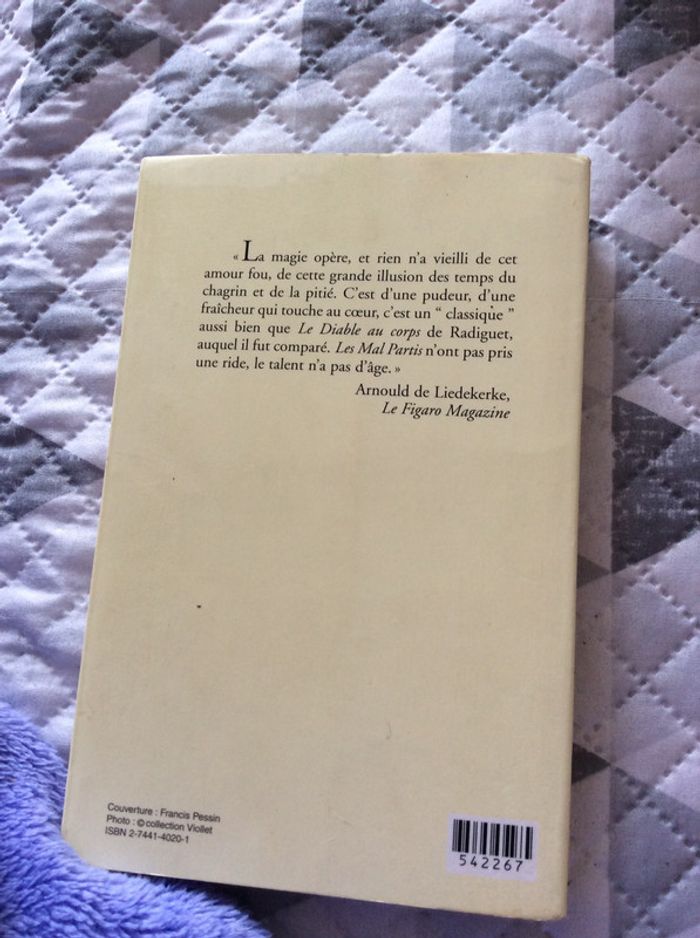 « La magie opère, et rien n'a vieilli de cet
amour fou, de cette grande illusion des temps du
chagrin et de la pitié. C'est d'une pudeur, d'une
fraîcheur qui touche au cœur, c'est un “ classique ”
aussi bien que Le Diable au corps de Radiguet,
auquel il fut comparé. Les Mal Partis n'ont pas pris
une ride, le talent n'a pas d'âge. »
Arnould de Liedekerke,
Le Figaro Magazine
Couverture : Francis Pessin
Photo : © collection Viollet
ISBN 2-7441-4020-1
542267